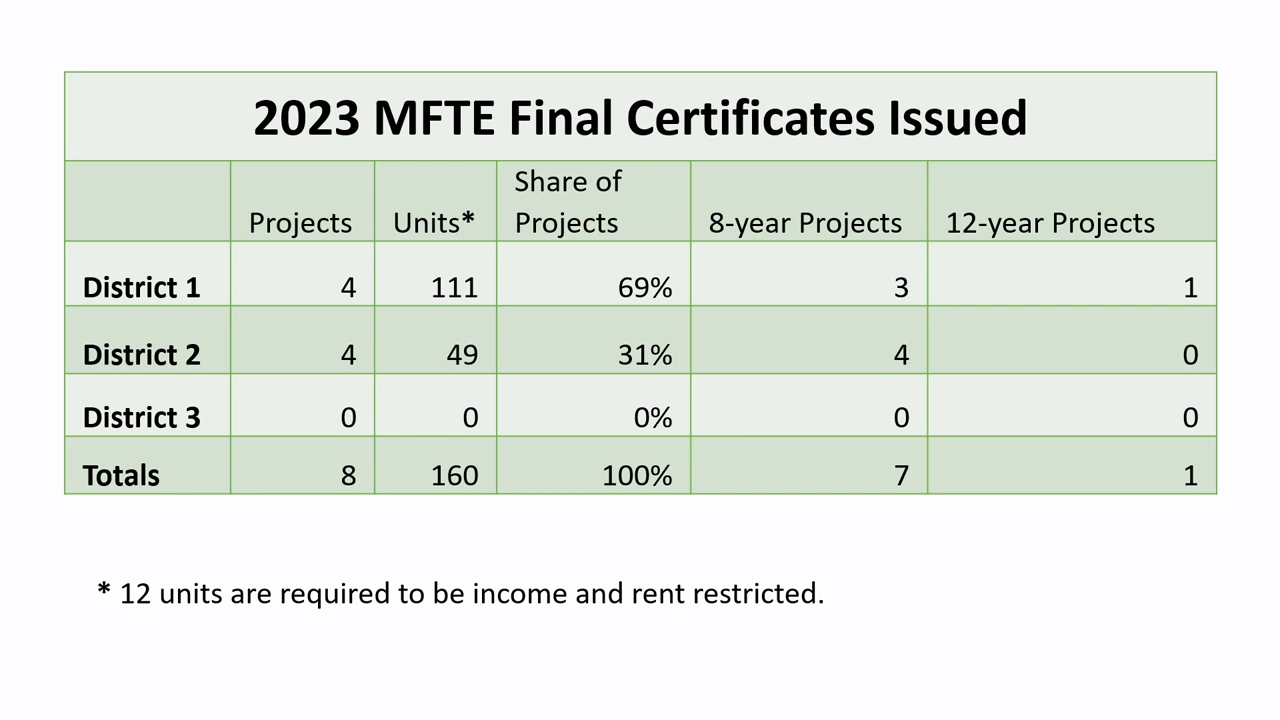 2023 MFTE Final Certificates Issued
Projects Units* Share of Projects 8-year Projects 12-year Projects
District 1 4 111 69% 3 1
District 2 4 49 31% 4 0
District 3 0 0 0% 0 0
Totals 8 160 100% 7 1
* 12 units are required to be income and rent restricted.